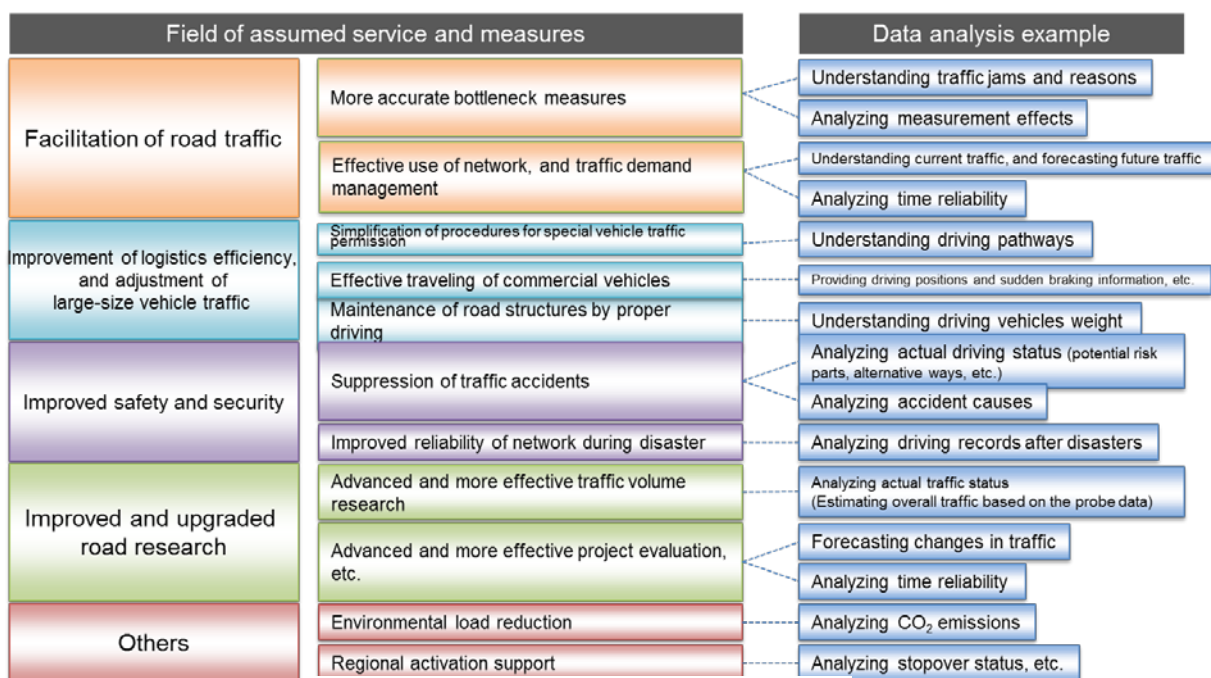 Field of assumed service and measures
Data analysis example
Facilitation of road traffic
More accurate bottleneck measures
Understanding traffic jams and reasons
Analyzing measurement effects
Effective use of network, and traffic demand
management
Understanding current traffic, and forecasting future traffic
Analyzing time reliability
Improvement of logistics efficiency,
and adjustment of
large-size vehicle traffic
Simplification of procedures for special vehicle traffic
permission
Understanding driving pathways
Effective traveling of commercial vehicles
Providing driving positions and sudden braking information, etc.
Maintenance of road structures by proper
driving
Understanding driving vehicles weight
Improved safety and security
Suppression of traffic accidents
Analyzing actual driving status (potential risk
parts, alternative ways, etc.)
Analyzing accident causes
Improved reliability of network during disaster
Analyzing driving records after disasters
Improved and upgraded
road research
Advanced and more effective traffic volume
research
Analyzing actual traffic status
(Estimating overall traffic based on the probe data)
Advanced and more effective project evaluation,
etc.
Forecasting changes in traffic
Analyzing time reliability
Others
Environmental load reduction
Analyzing CO₂ emissions
Regional activation support
Analyzing stopover status, etc.